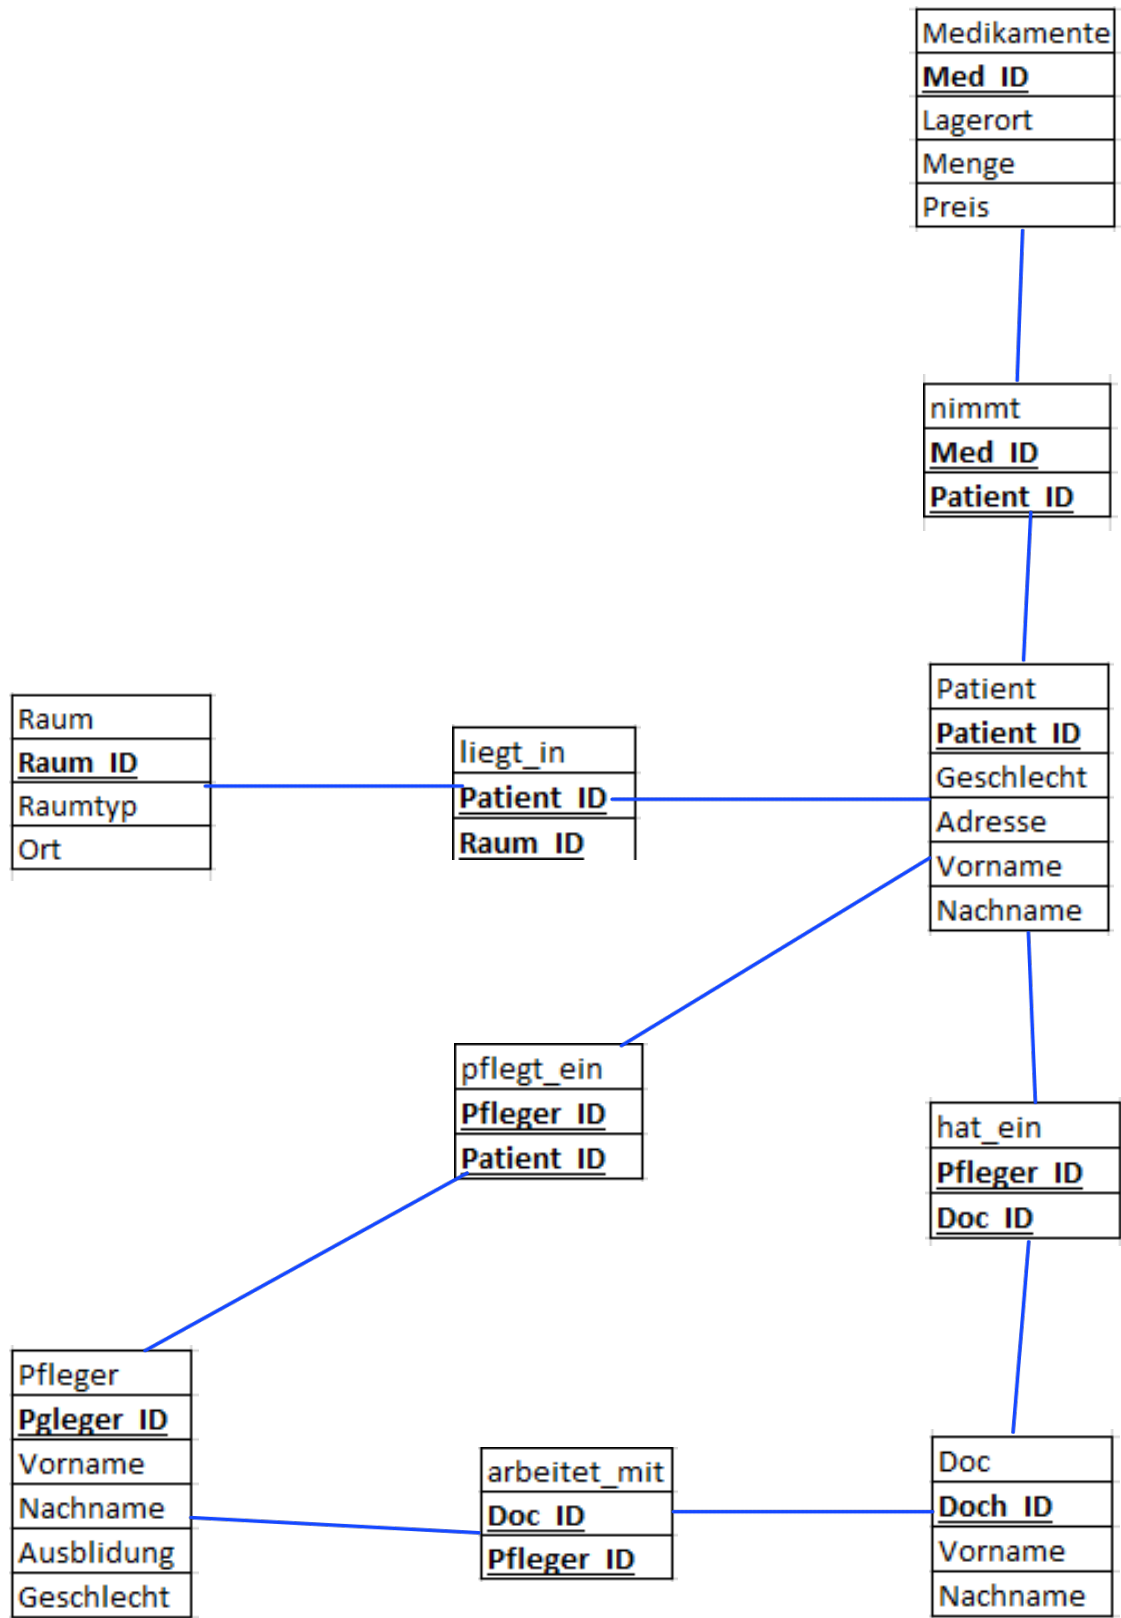 Medikamente
Med_ID
Lagerort
Menge
Preis
nimmt
Med_ID
Patient_ID
Patient
Patient_ID
Geschlecht
Adresse
Vorname
Nachname
Raum
Raum_ID
Raumtyp
Ort
liegt_in
Patient_ID
Raum_ID
pflegt_ein
Pfleger_ID
Patient_ID
hat_ein
Pfleger_ID
Doc_ID
Pfleger
Pgleger_ID
Vorname
Nachname
Ausblidung
Geschlecht
arbeitet_mit
Doc_ID
Pfleger_ID
Doc
Doch_ID
Vorname
Nachname